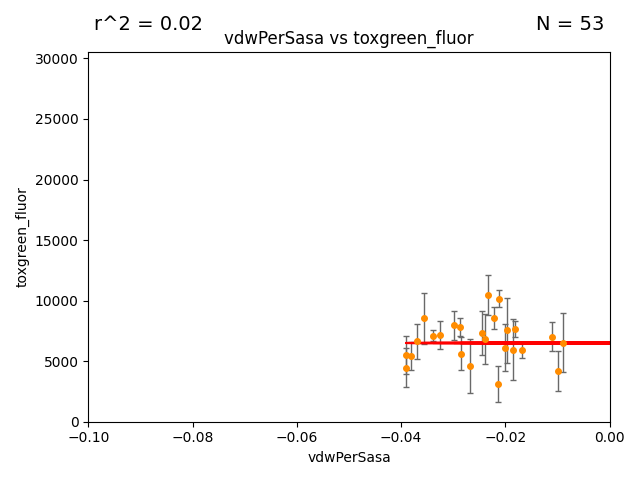 r^2 = 0.02
N = 53
vdwPerSasa vs toxgreen_fluor
30000
25000
20000
15000
10000
5000
0
toxgreen_fluor
−0.10
−0.08
−0.06
−0.04
−0.02
0.00
vdwPerSasa